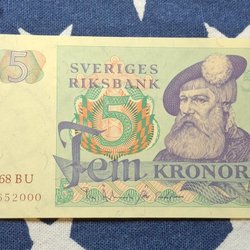 5
SVERIGES
RIKSBANK
5
Fem KRONOR
68 BU
652000